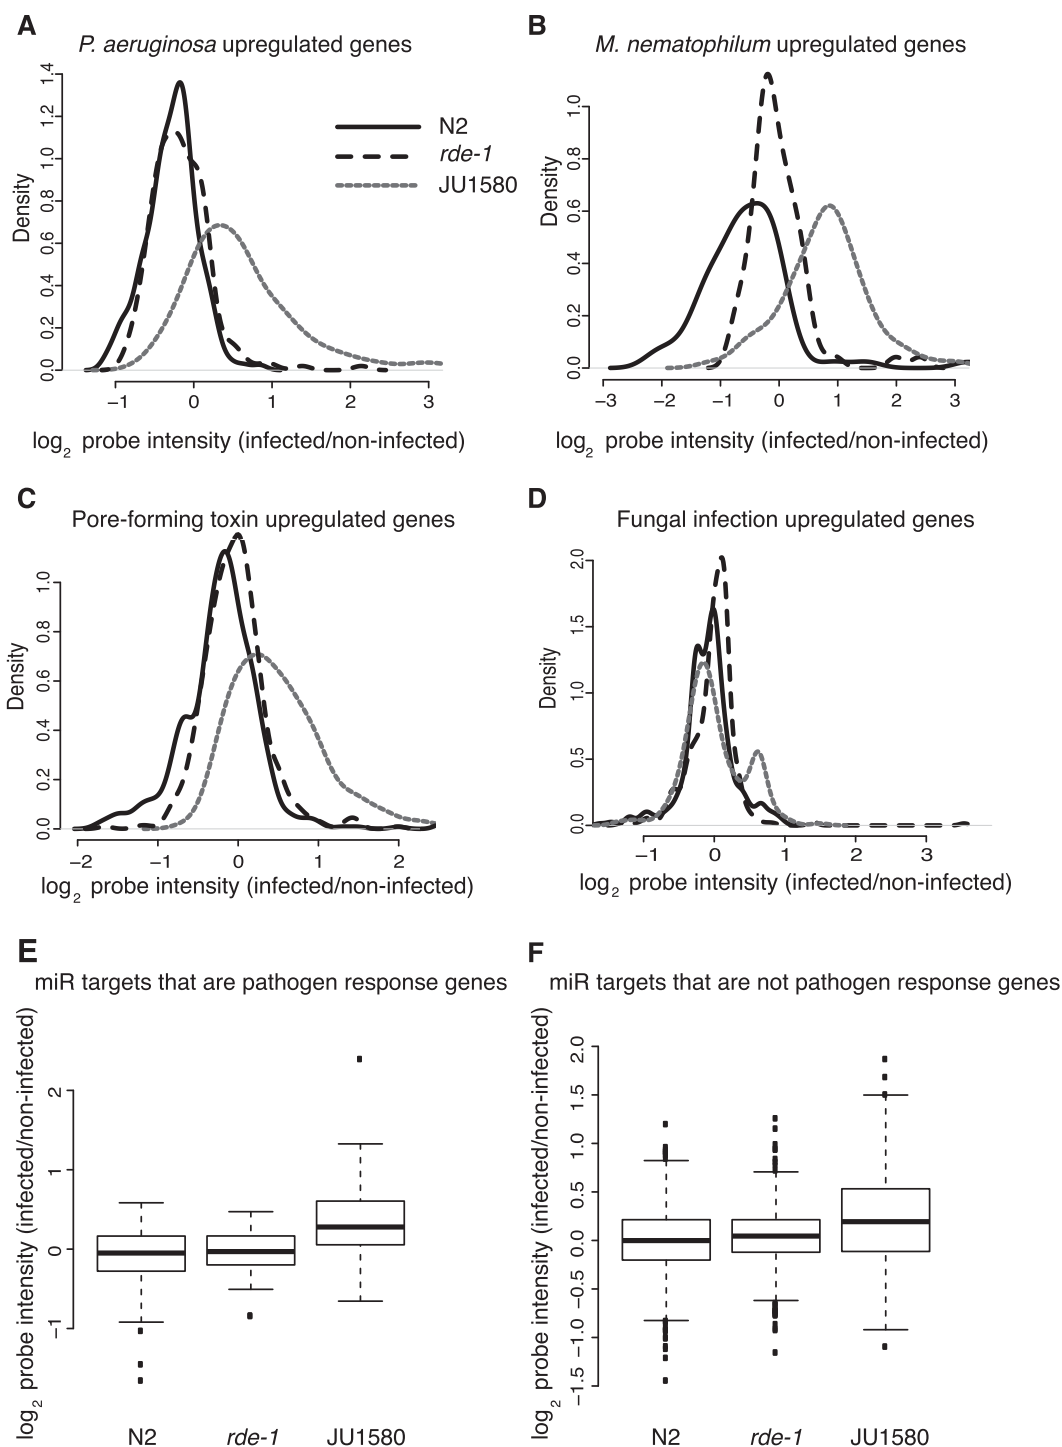 A
P. aeruginosa upregulated genes
Density
0.0 0.2 0.4 0.6 0.8 1.0 1.2 1.4
−1 0 1 2 3
log2 probe intensity (infected/non-infected)
N2
rde-1
JU1580
B
M. nematophilum upregulated genes
Density
0.0 0.2 0.4 0.6 0.8 1.0
−3 −2 −1 0 1 2 3
log2 probe intensity (infected/non-infected)
C
Pore-forming toxin upregulated genes
Density
0.0 0.2 0.4 0.6 0.8 1.0
−2 −1 0 1 2
log2 probe intensity (infected/non-infected)
D
Fungal infection upregulated genes
Density
0.0 0.5 1.0 1.5 2.0
−1 0 1 2 3
log2 probe intensity (infected/non-infected)
E
miR targets that are pathogen response genes
log2 probe intensity (infected/non-infected)
−1 0 1 2
N2 rde-1 JU1580
F
miR targets that are not pathogen response genes
log2 probe intensity (infected/non-infected)
−1.5 −1.0 −0.5 0.0 0.5 1.0 1.5 2.0
N2 rde-1 JU1580